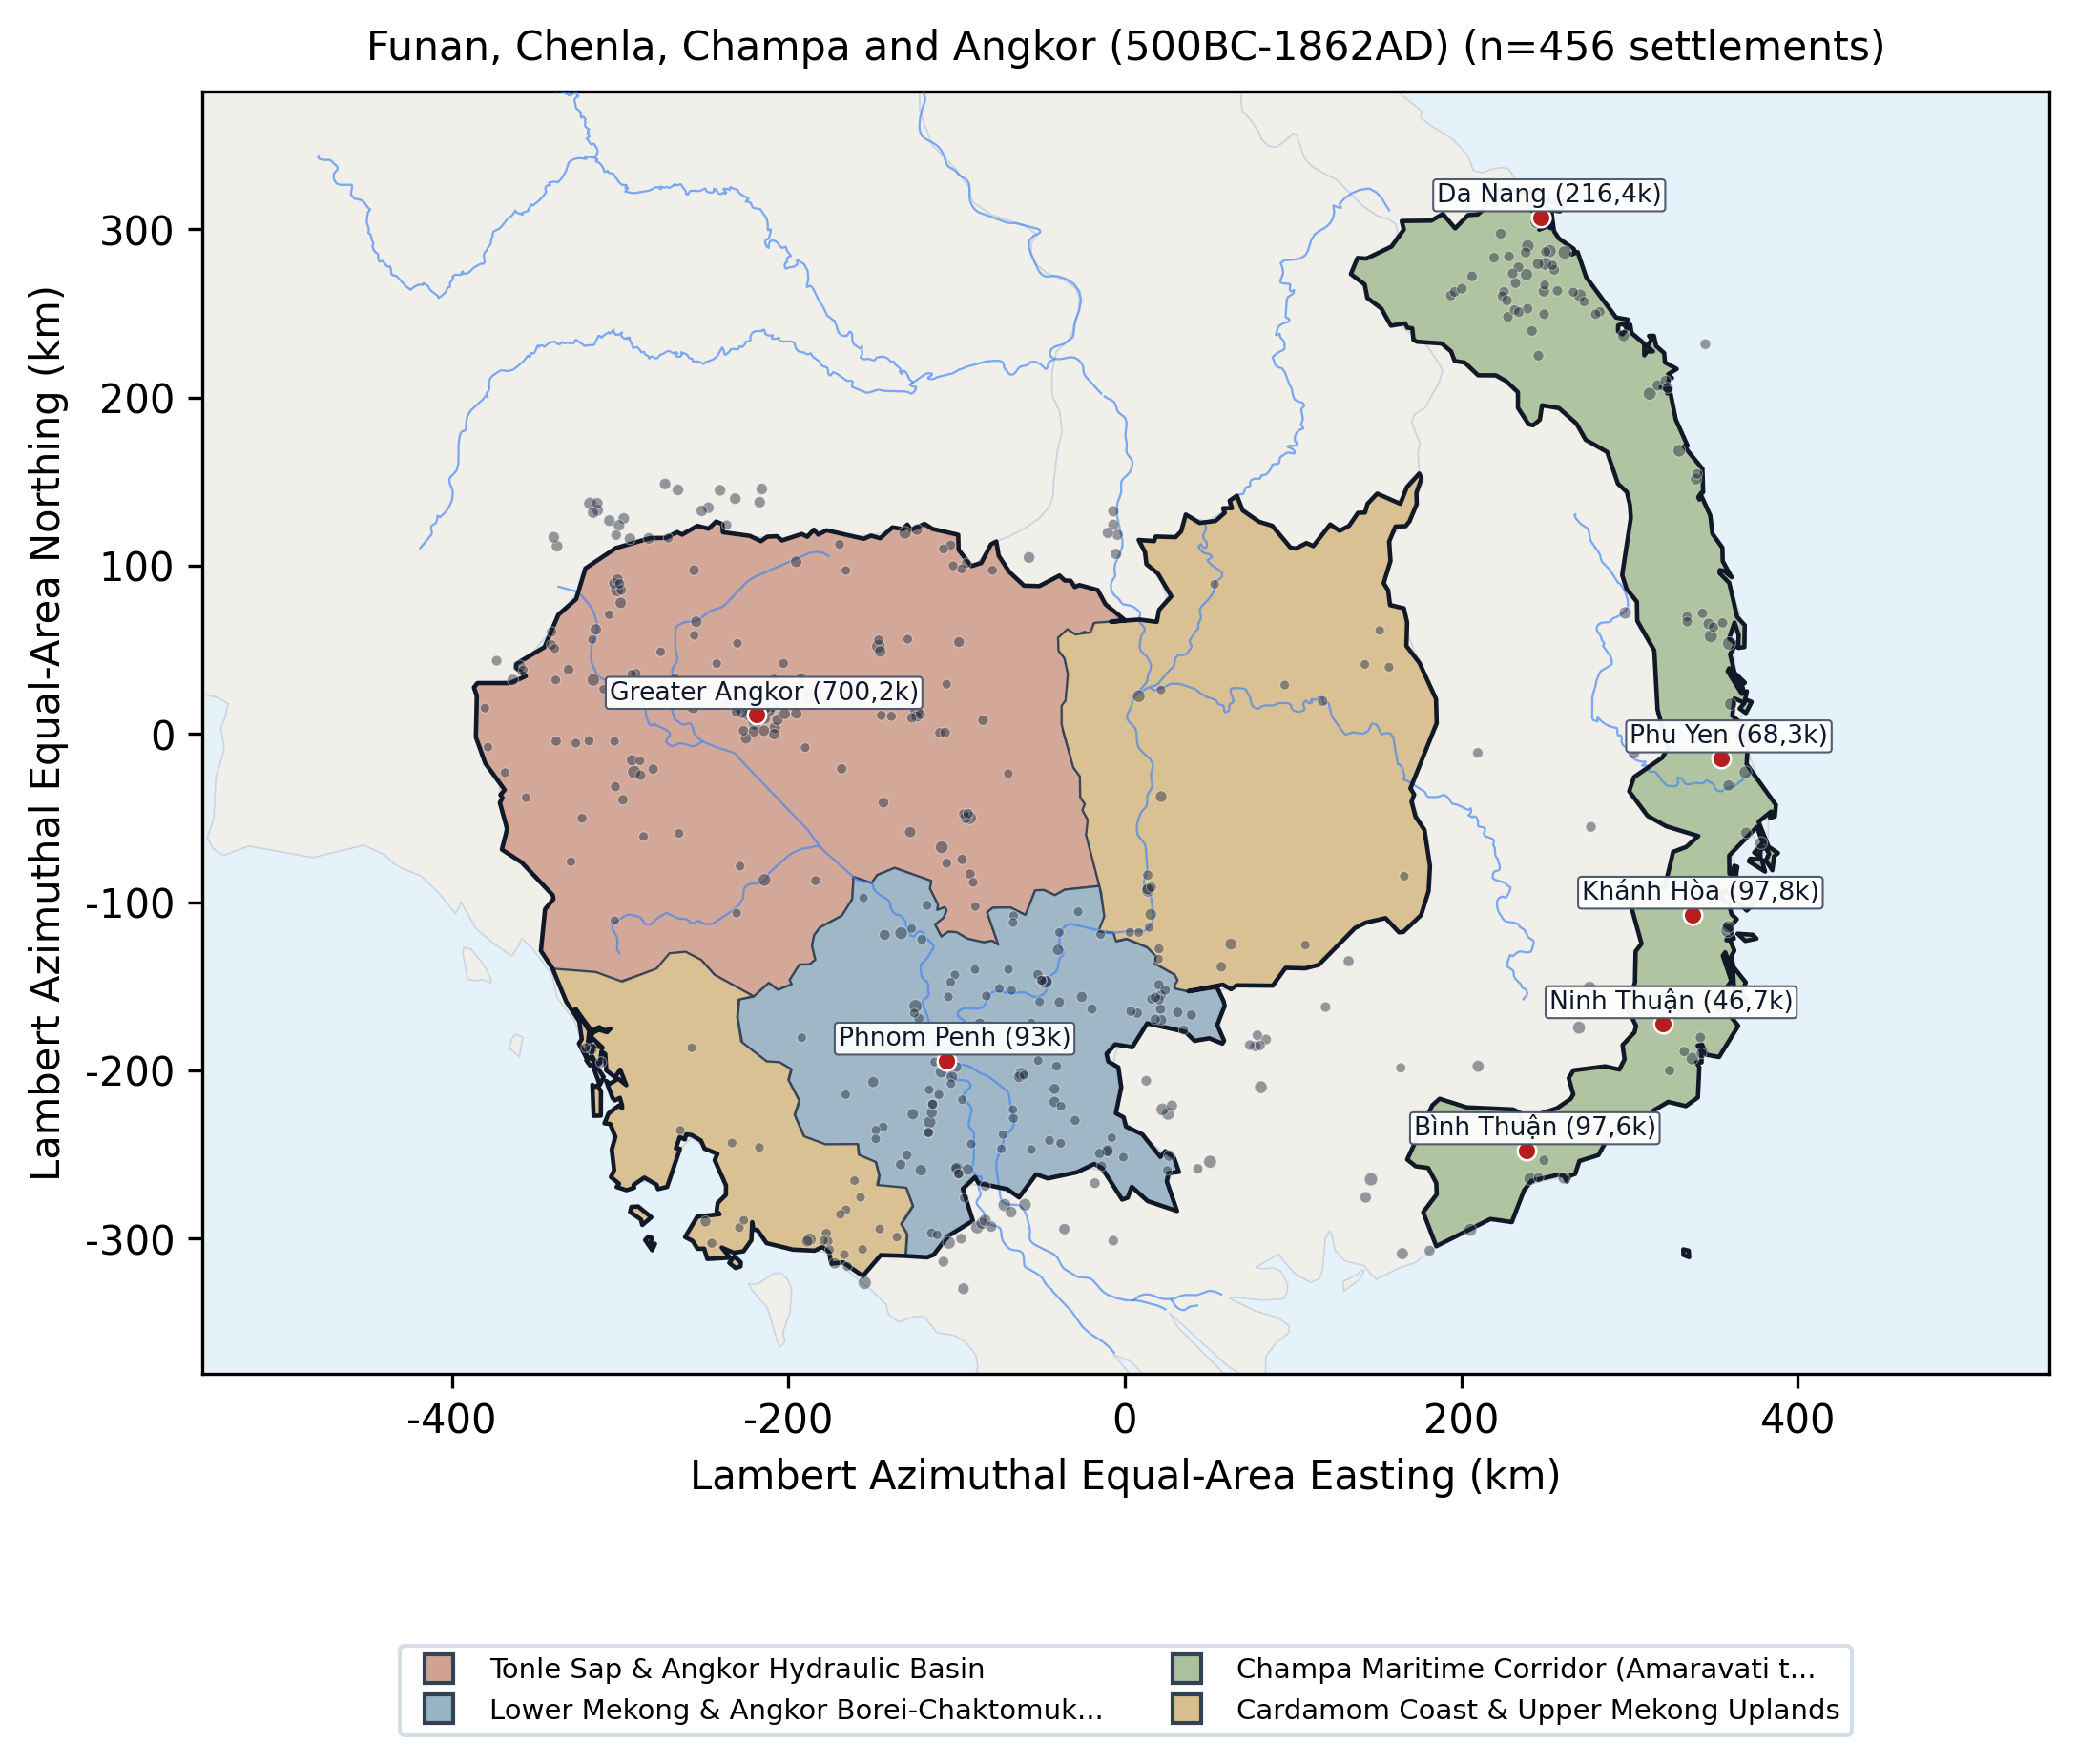 Funan, Chenla, Champa and Angkor (500BC-1862AD) (n=456 settlements)
Lambert Azimuthal Equal-Area Northing (km)
300
200
100
0
-100
-200
-300
Da Nang (216,4k)
Greater Angkor (700,2k)
Phu Yen (68,3k)
Khánh Hòa (97,8k)
Ninh Thuận (46,7k)
Phnom Penh (93k)
Bình Thuận (97,6k)
-400
-200
0
200
400
Lambert Azimuthal Equal-Area Easting (km)
Tonle Sap & Angkor Hydraulic Basin
Lower Mekong & Angkor Borei-Chaktomuk...
Champa Maritime Corridor (Amaravati t...
Cardamom Coast & Upper Mekong Uplands